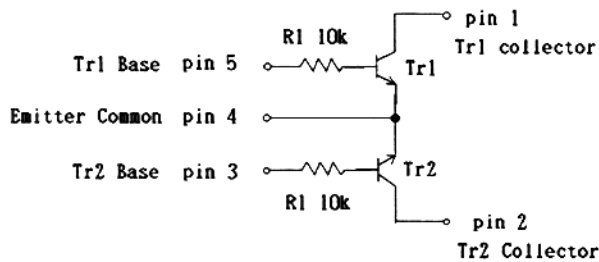 pin 1
R1 10k
Tr1 collector
Tr1 Base pin 5
Tr1
Emitter Common pin 4
Tr2 Base pin 3
Tr2
R1 10k
pin 2
Tr2 Collector